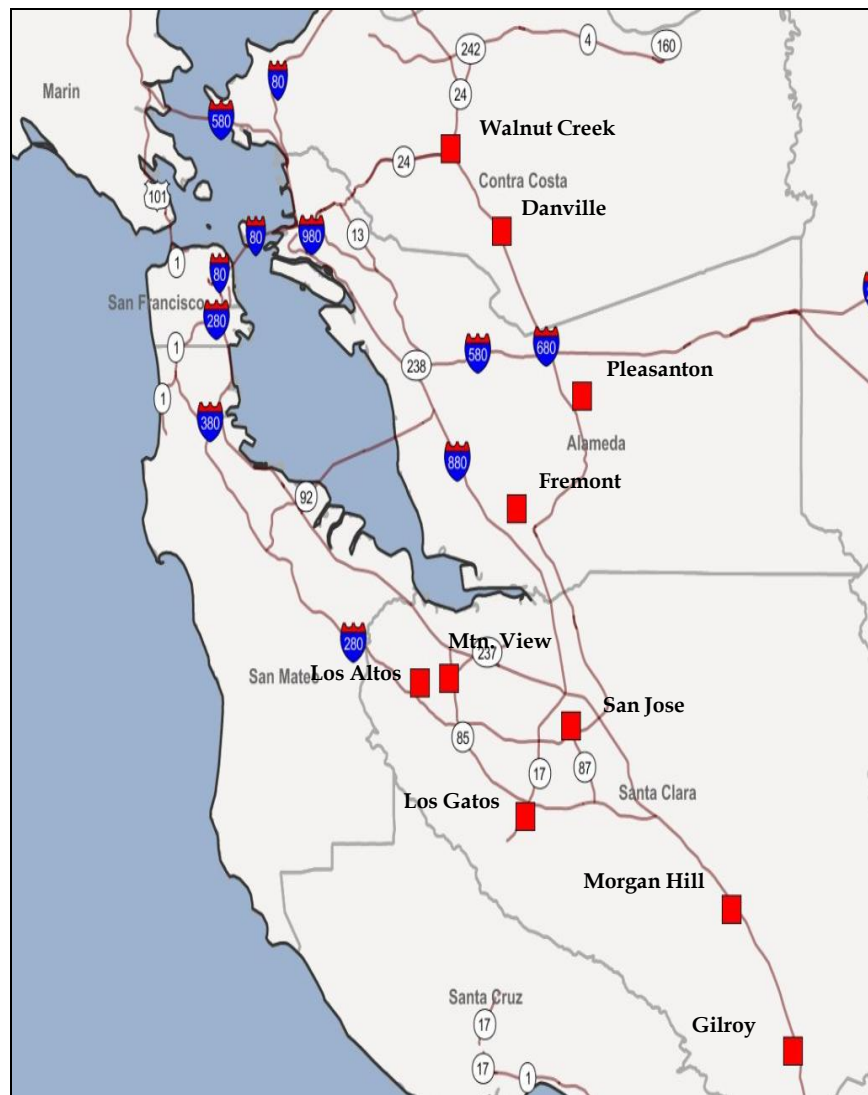 242
4
160
80
Marin
24
580
Walnut Creek
24
Contra Costa
101
Danville
80
980
13
1
80
San Francisco
280
1
580
680
238
Pleasanton
1
380
Alameda
880
Fremont
92
280
Mtn. View
237
San Mateo
Los Altos
San Jose
85
87
17
Santa Clara
Los Gatos
Morgan Hill
Santa Cruz
17
Gilroy
17
1